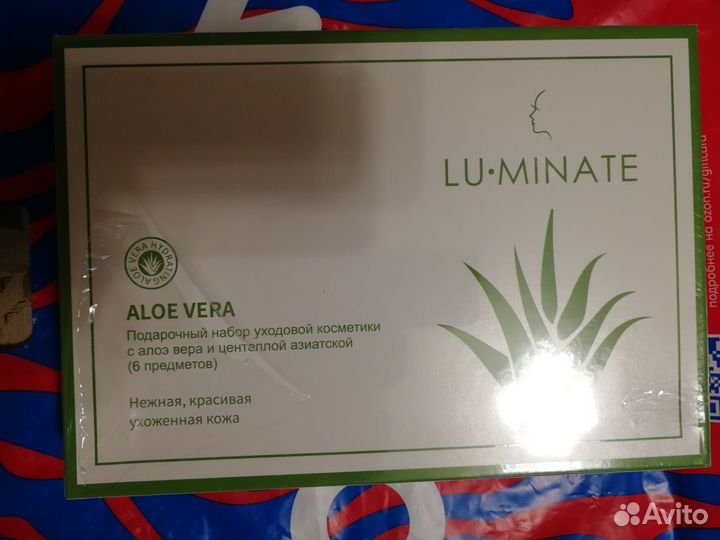 LU·MINATE
ALOE VERA HYDRATING
ALOE VERA
Подарочный набор уходовой косметики
с алоэ вера и центеллой азиатской
(6 предметов)
Нежная, красивая
ухоженная кожа
подробнее на ozon.ru/giftcard
Avito